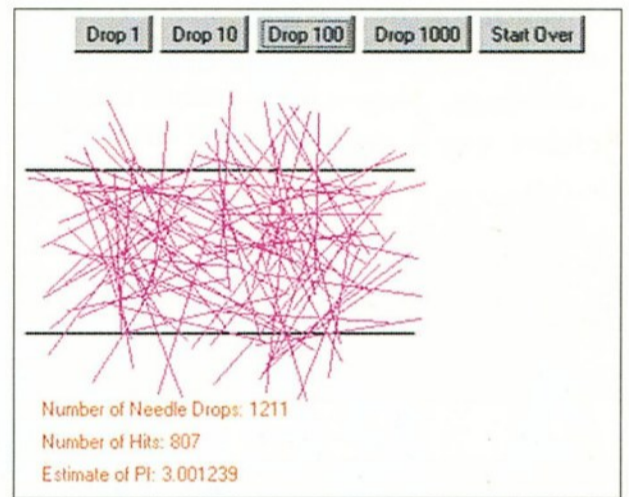 Drop 1 Drop 10 Drop 100 Drop 1000 Start Over
Number of Needle Drops: 1211
Number of Hits: 807
Estimate of PI: 3.001239